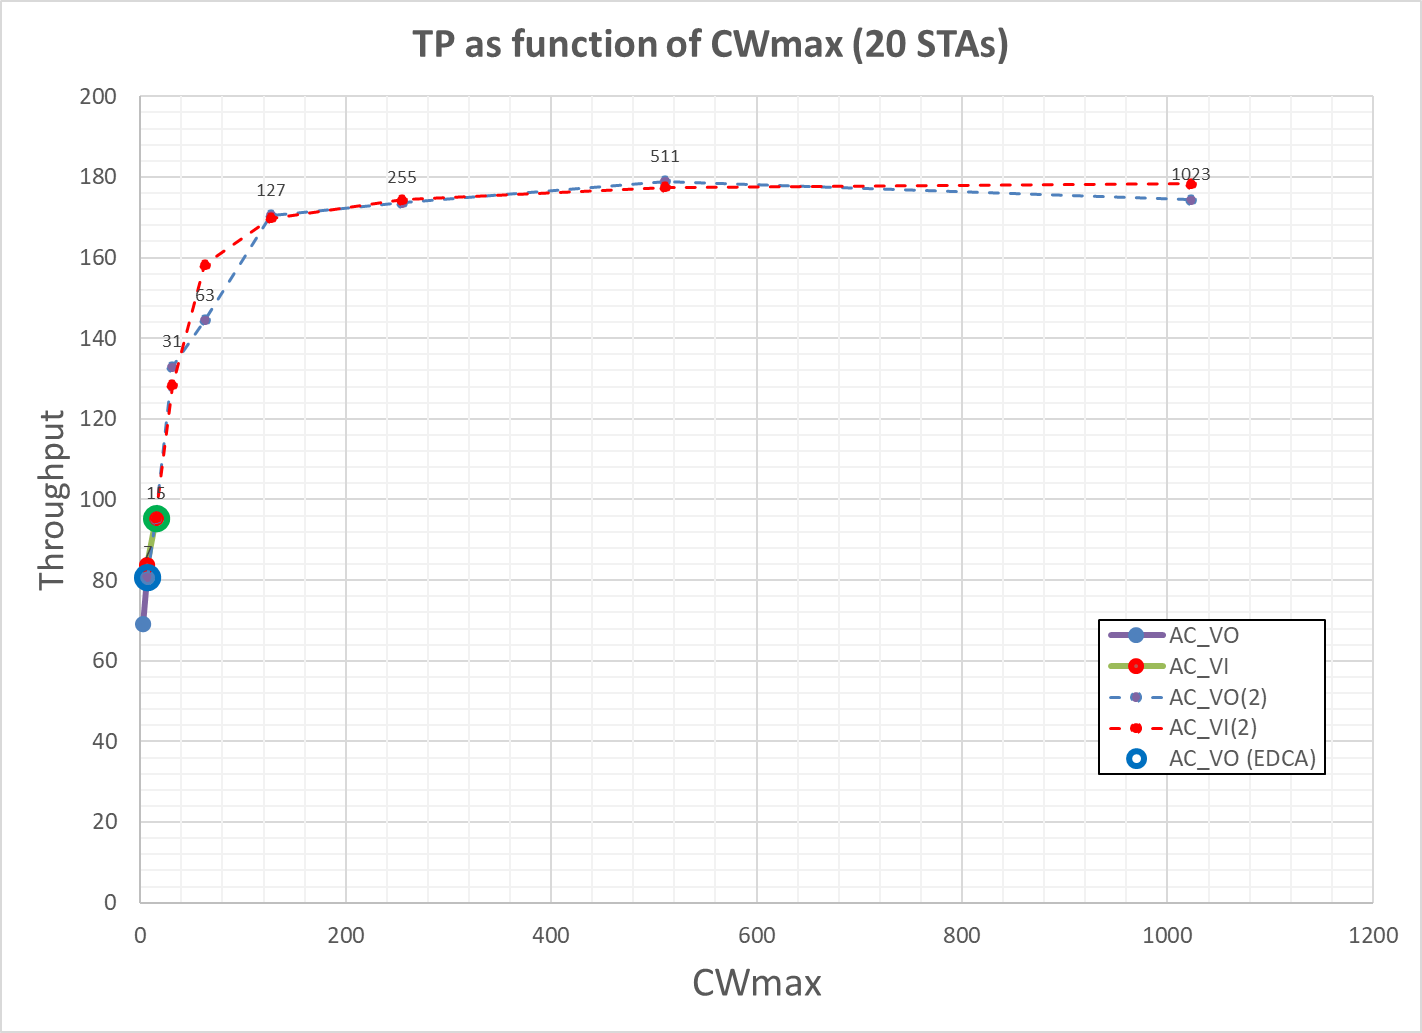 TP as function of CWmax (20 STAs)
200
180
160
140
120
100
80
60
40
20
0
Throughput
511
255
1023
127
63
31
15
7
AC_VO
AC_VI
AC_VO(2)
AC_VI(2)
AC_VO (EDCA)
0 200 400 600 800 1000 1200
CWmax